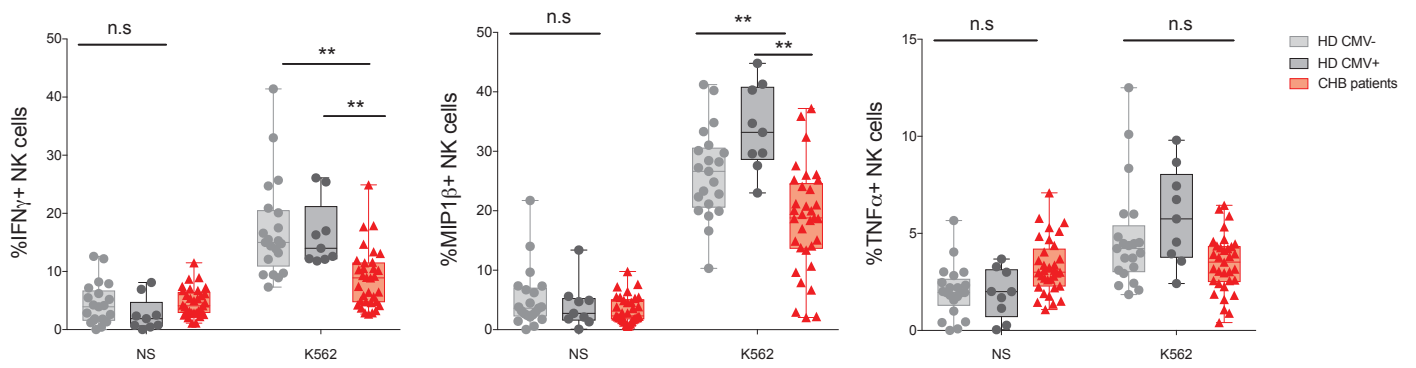 n.s
**
**
%IFNγ+ NK cells
50
40
30
20
10
0
NS
K562
n.s
**
**
%MIP1β+ NK cells
50
40
30
20
10
0
NS
K562
n.s
n.s
%TNFα+ NK cells
15
10
5
0
NS
K562
HD CMV-
HD CMV+
CHB patients